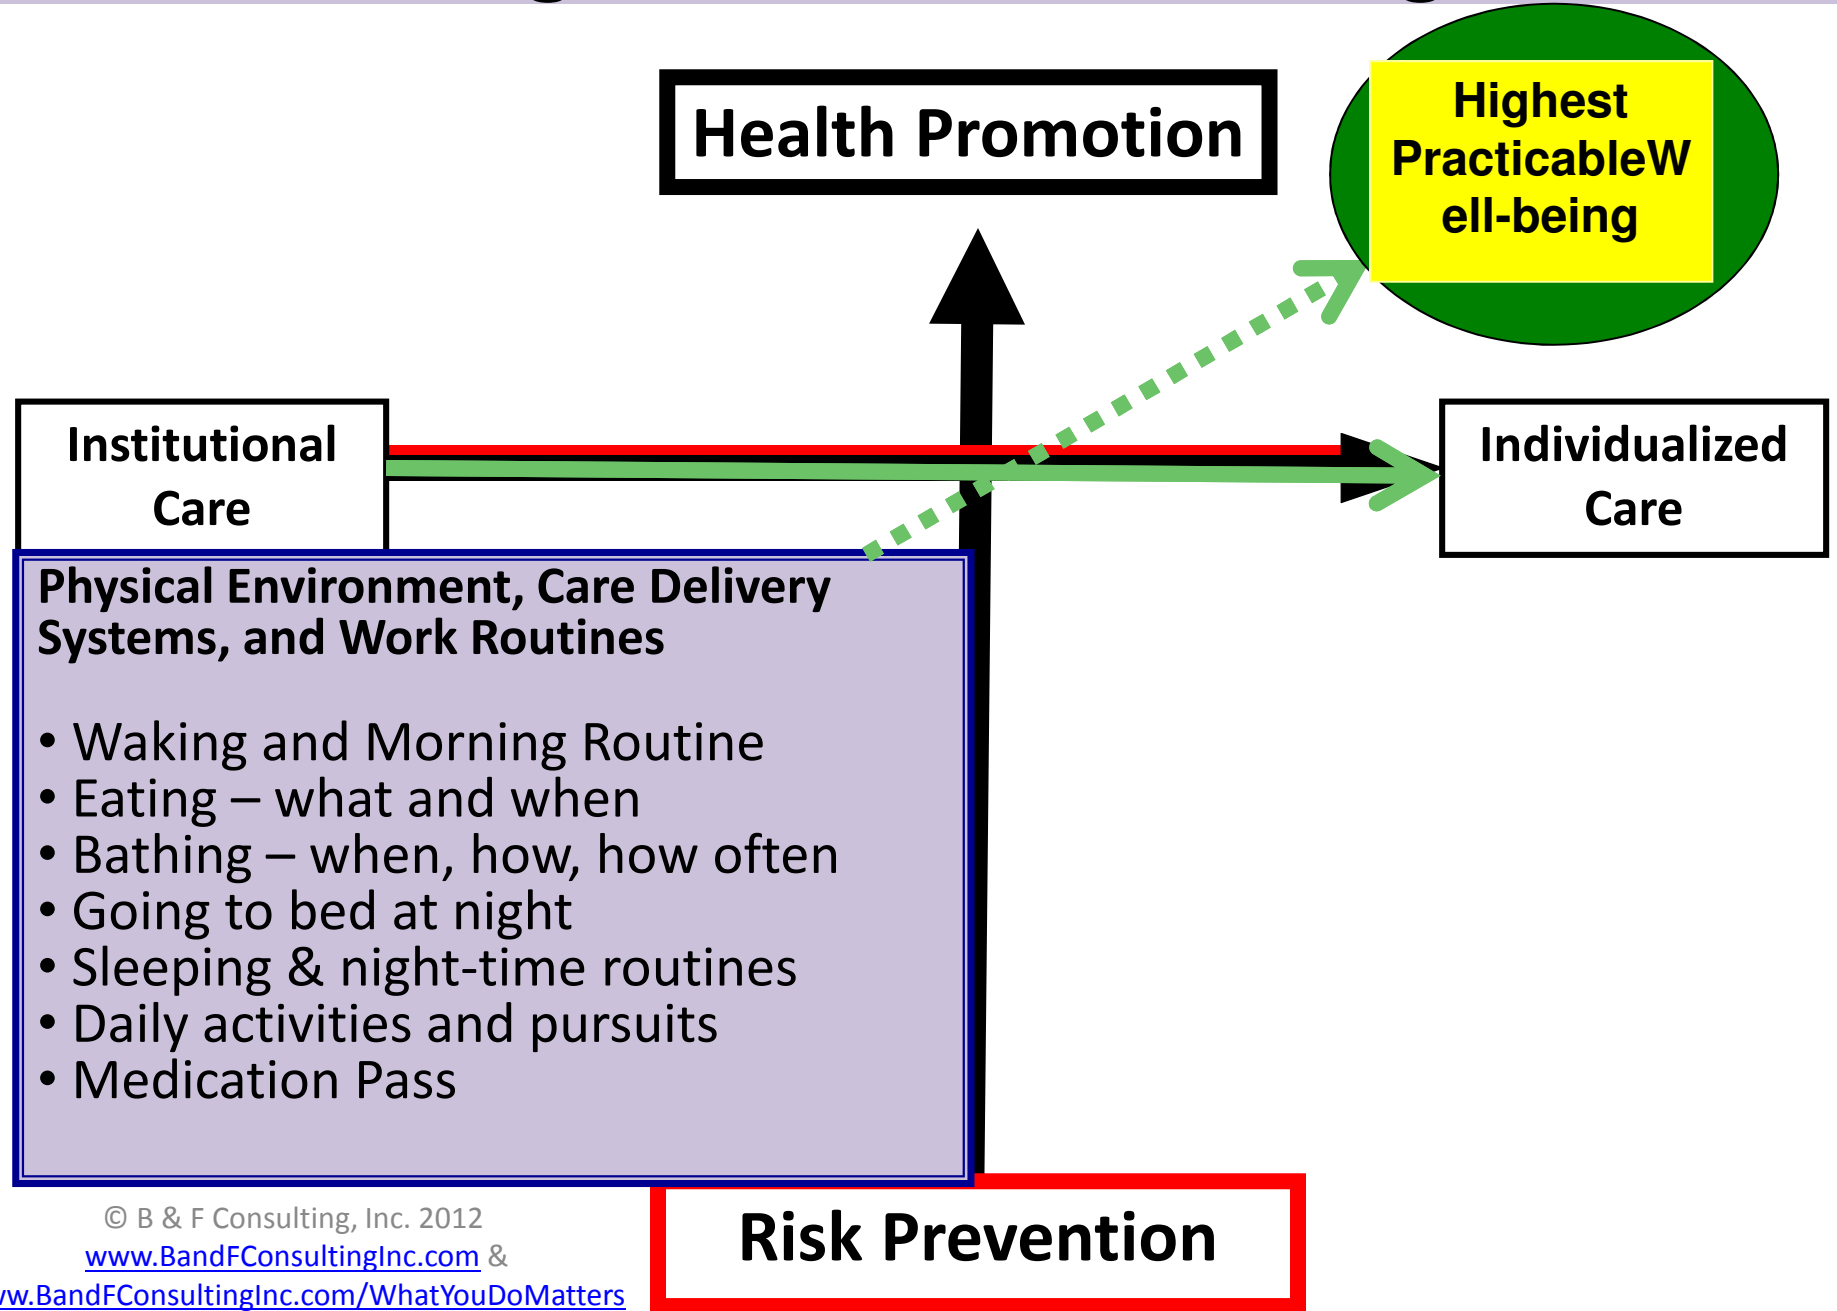 Health Promotion
Highest
PracticableW
ell-being
Institutional
Care
Individualized
Care
Physical Environment, Care Delivery
Systems, and Work Routines
• Waking and Morning Routine
• Eating – what and when
• Bathing – when, how, how often
• Going to bed at night
• Sleeping & night-time routines
• Daily activities and pursuits
• Medication Pass
Risk Prevention
© B & F Consulting, Inc. 2012
www.BandFConsultingInc.com &
w.BandFConsultingInc.com/WhatYouDoMatters